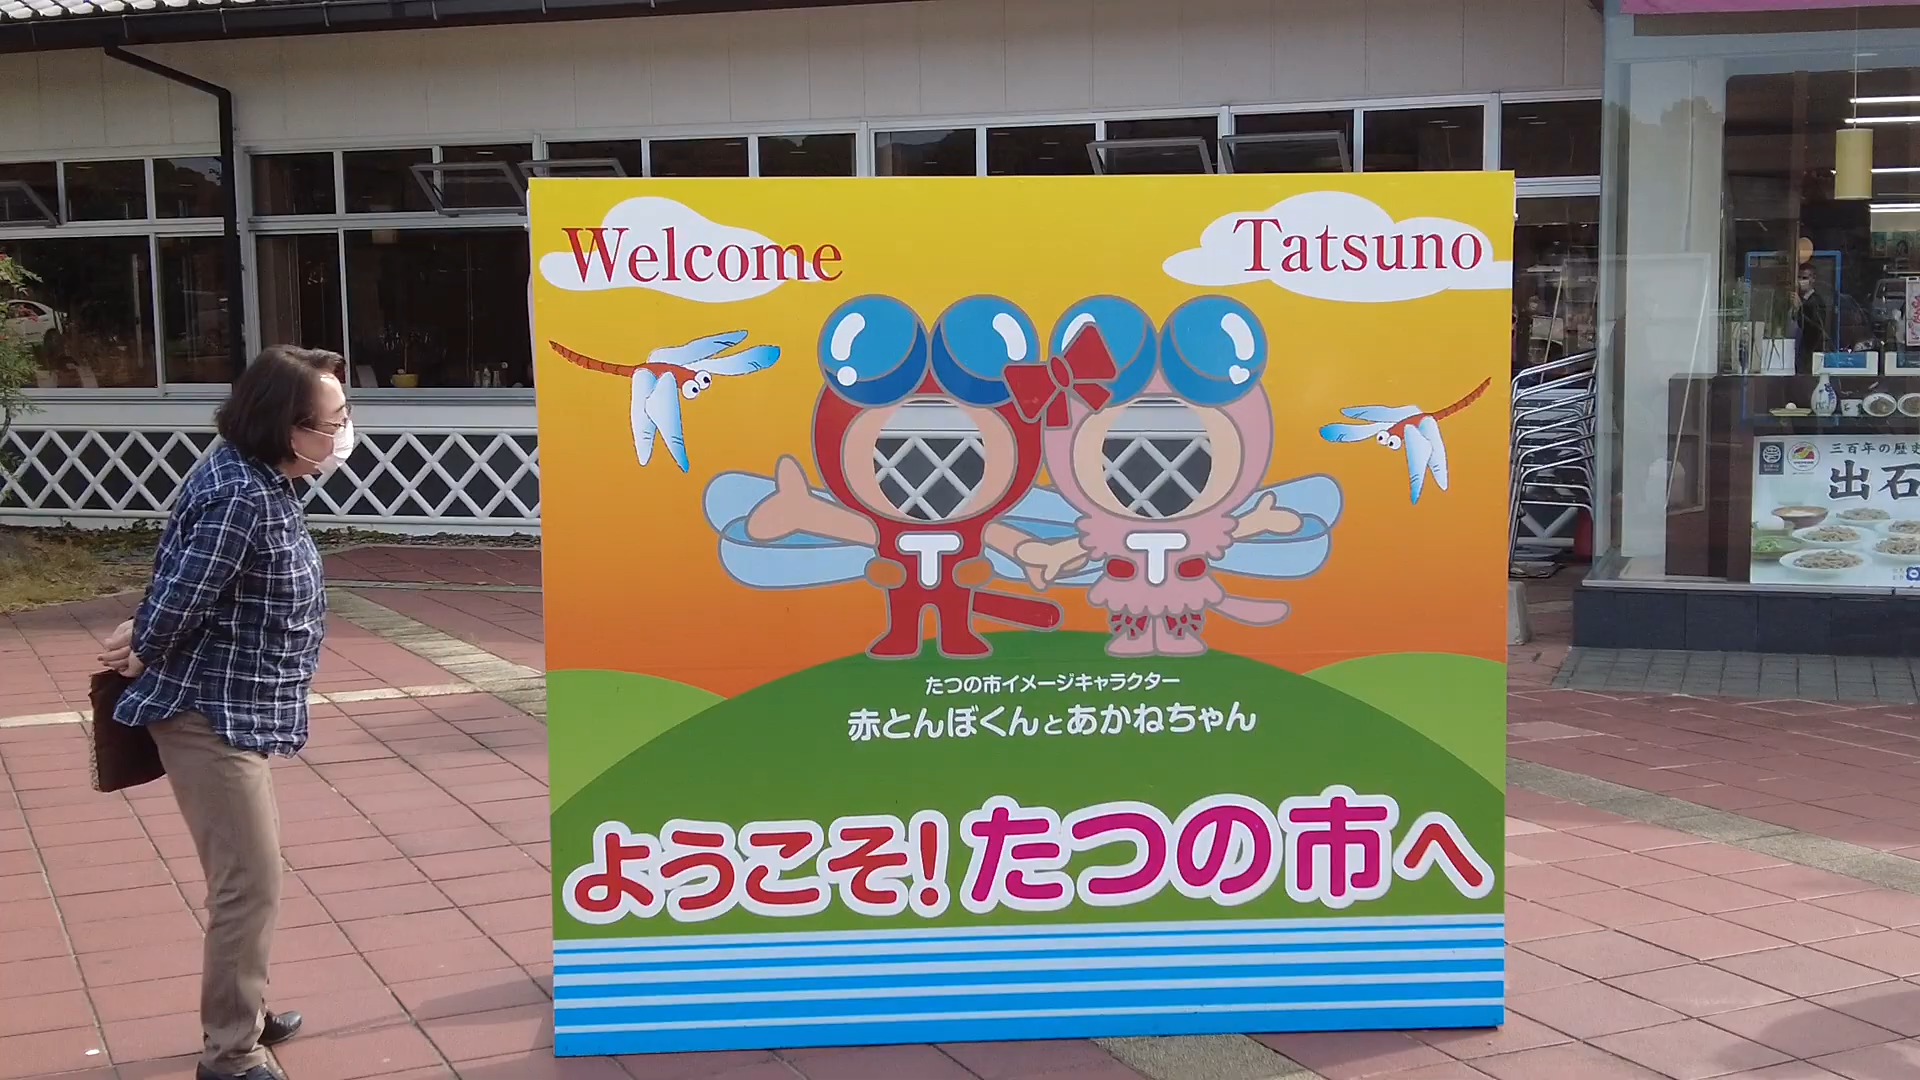 Welcome
Tatsuno
T
T
たつの市イメージキャラクター
赤とんぼくんとあかねちゃん
ようこそ!たつの市へ
三百年の歴史
出石